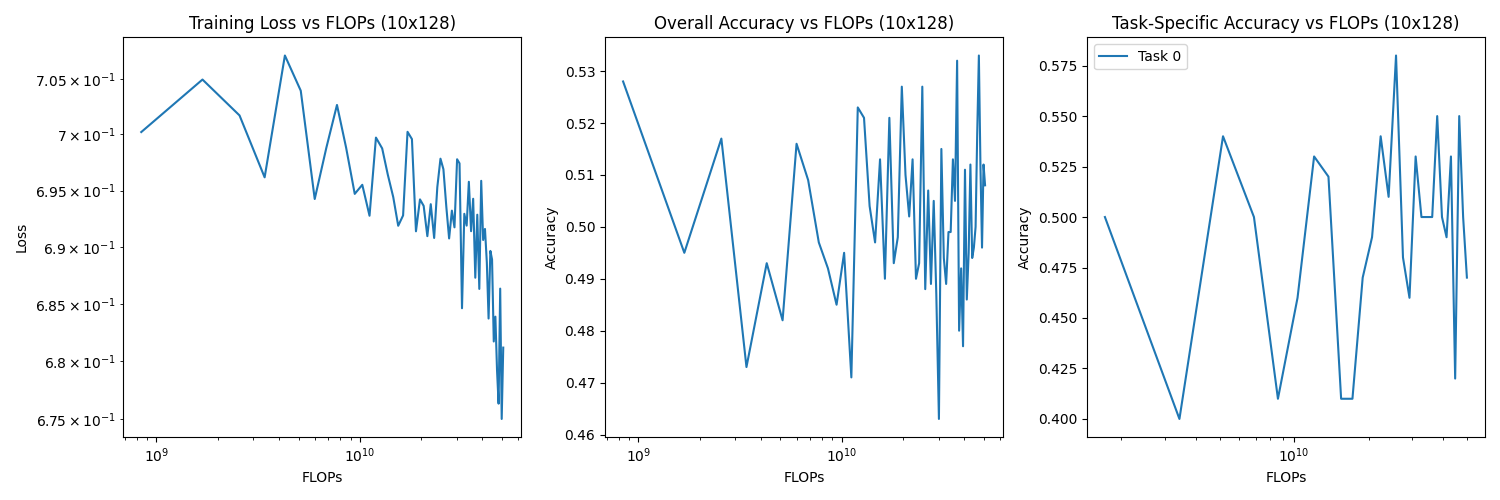 Training Loss vs FLOPs (10x128)
7.05 × 10⁻¹
7 × 10⁻¹
6.95 × 10⁻¹
6.9 × 10⁻¹
6.85 × 10⁻¹
6.8 × 10⁻¹
6.75 × 10⁻¹
Loss
10⁹
10¹⁰
FLOPs
Overall Accuracy vs FLOPs (10x128)
0.53
0.52
0.51
0.50
0.49
0.48
0.47
0.46
Accuracy
10⁹
10¹⁰
FLOPs
Task-Specific Accuracy vs FLOPs (10x128)
Task 0
0.575
0.550
0.525
0.500
0.475
0.450
0.425
0.400
Accuracy
10¹⁰
FLOPs